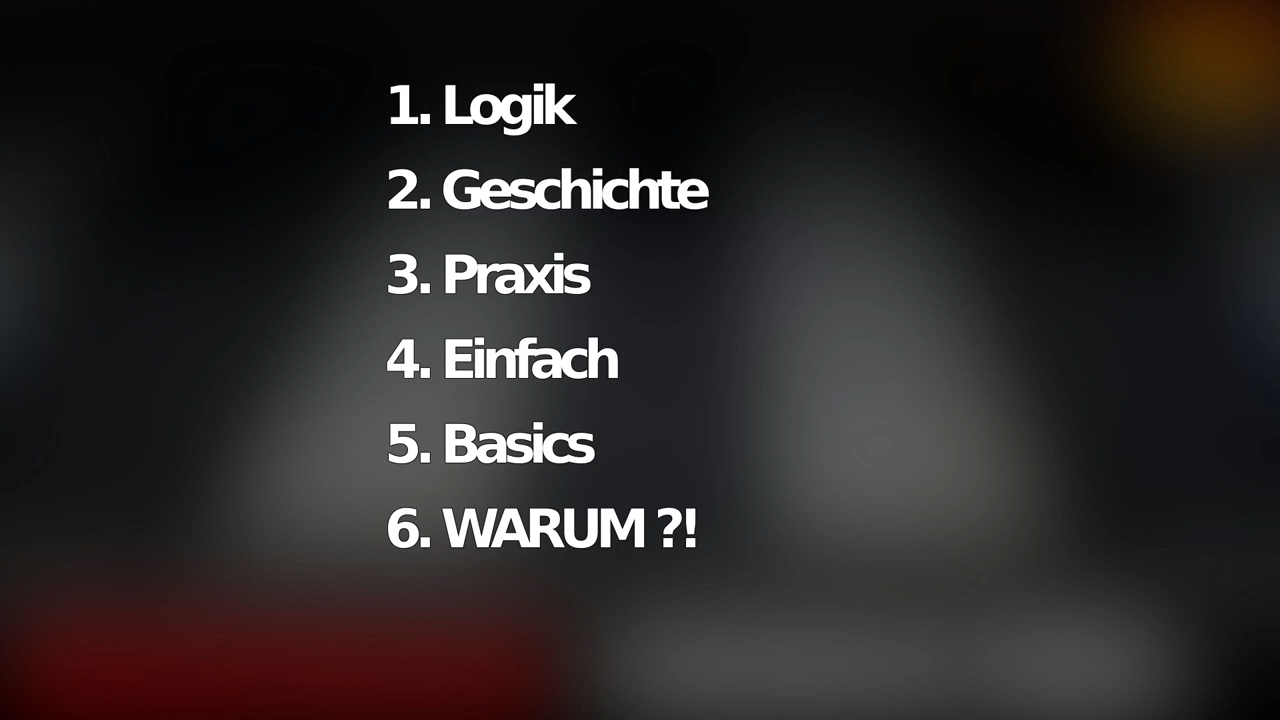 1. Logik
2. Geschichte
3. Praxis
4. Einfach
5. Basics
6. WARUM ?!